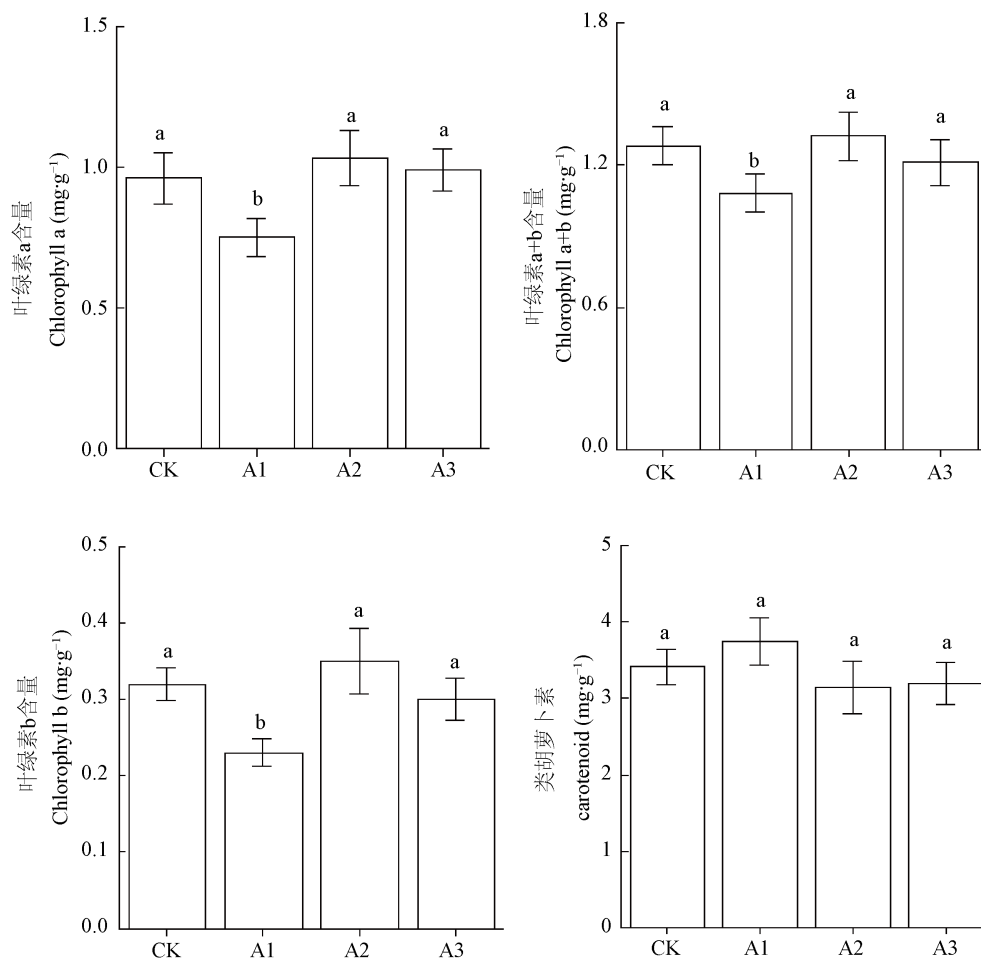 叶绿素a含量
Chlorophyll a (mg·g⁻¹)
1.5
1.0
0.5
0.0
a
b
a
a
CK
A1
A2
A3
叶绿素a+b含量
Chlorophyll a+b (mg·g⁻¹)
1.8
1.2
0.6
0.0
a
b
a
a
CK
A1
A2
A3
叶绿素b含量
Chlorophyll b (mg·g⁻¹)
0.5
0.4
0.3
0.2
0.1
0.0
a
b
a
a
CK
A1
A2
A3
类胡萝卜素
carotenoid (mg·g⁻¹)
5
4
3
2
1
0
a
a
a
a
CK
A1
A2
A3